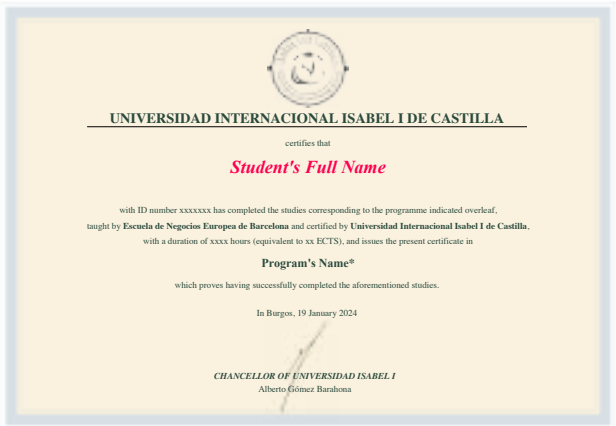 UNIVERSIDAD INTERNACIONAL ISABEL I DE CASTILLA
certifies that
Student's Full Name
with ID number xxxxxxx has completed the studies corresponding to the programme indicated overleaf,
taught by Escuela de Negocios Europea de Barcelona and certified by Universidad Internacional Isabel I de Castilla,
with a duration of xxxx hours (equivalent to xx ECTS), and issues the present certificate in
Program's Name*
which proves having successfully completed the aforementioned studies.
In Burgos, 19 January 2024
CHANCELLOR OF UNIVERSIDAD ISABEL I
Alberto Gómez Barahona